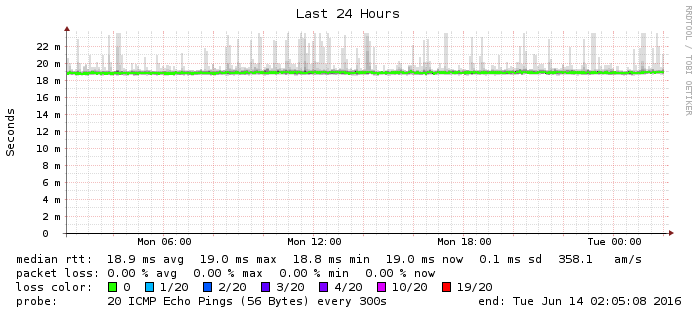 Last 24 Hours
RRDTOOL / TOBI OETIKER
Seconds
22 m
20 m
18 m
16 m
14 m
12 m
10 m
8 m
6 m
4 m
2 m
0
Mon 06:00 Mon 12:00 Mon 18:00 Tue 00:00
median rtt: 18.9 ms avg 19.0 ms max 18.8 ms min 19.0 ms now 0.1 ms sd 358.1 am/s
packet loss: 0.00 % avg 0.00 % max 0.00 % min 0.00 % now
loss color: 0 1/20 2/20 3/20 4/20 10/20 19/20
probe: 20 ICMP Echo Pings (56 Bytes) every 300s end: Tue Jun 14 02:05:08 2016